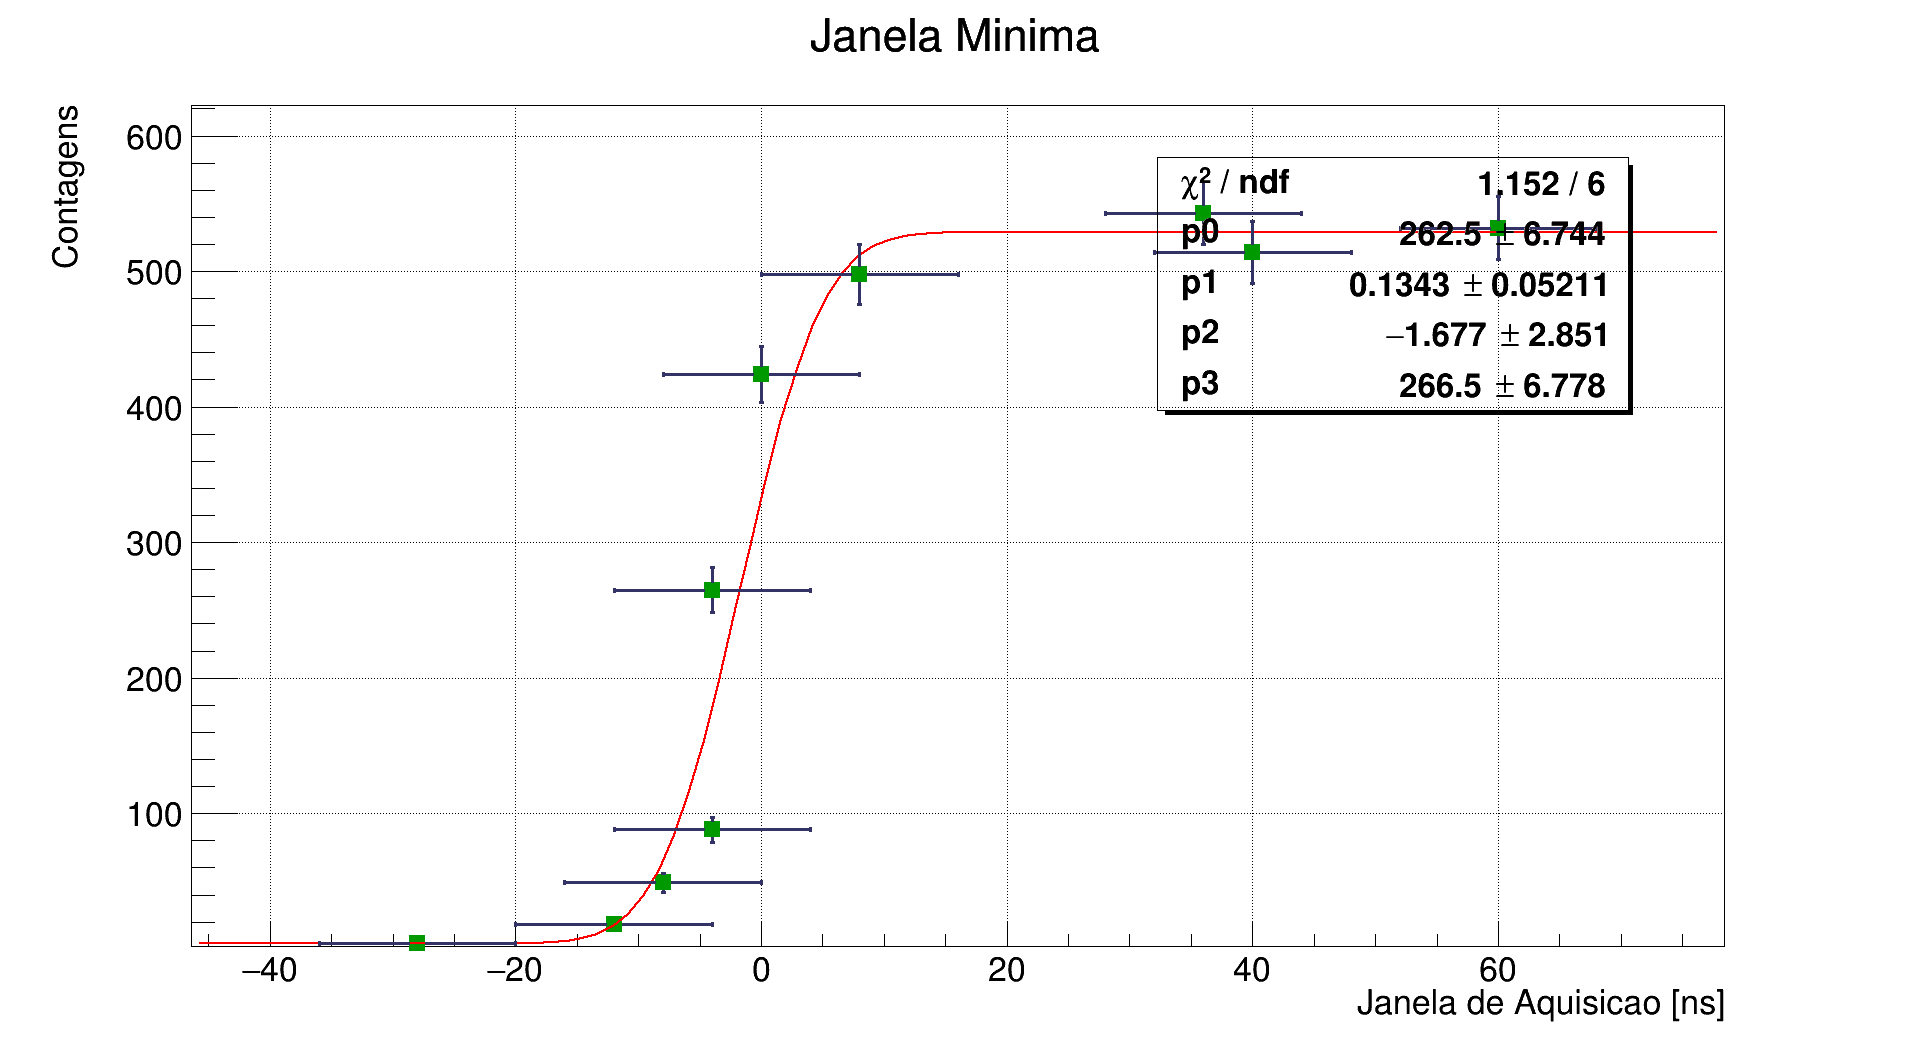 Janela Minima
Contagens
600
500
400
300
200
100
χ² / ndf 1.152 / 6
p0 262.5 ± 6.744
p1 0.1343 ± 0.05211
p2 −1.677 ± 2.851
p3 266.5 ± 6.778
−40 −20 0 20 40 60
Janela de Aquisicao [ns]